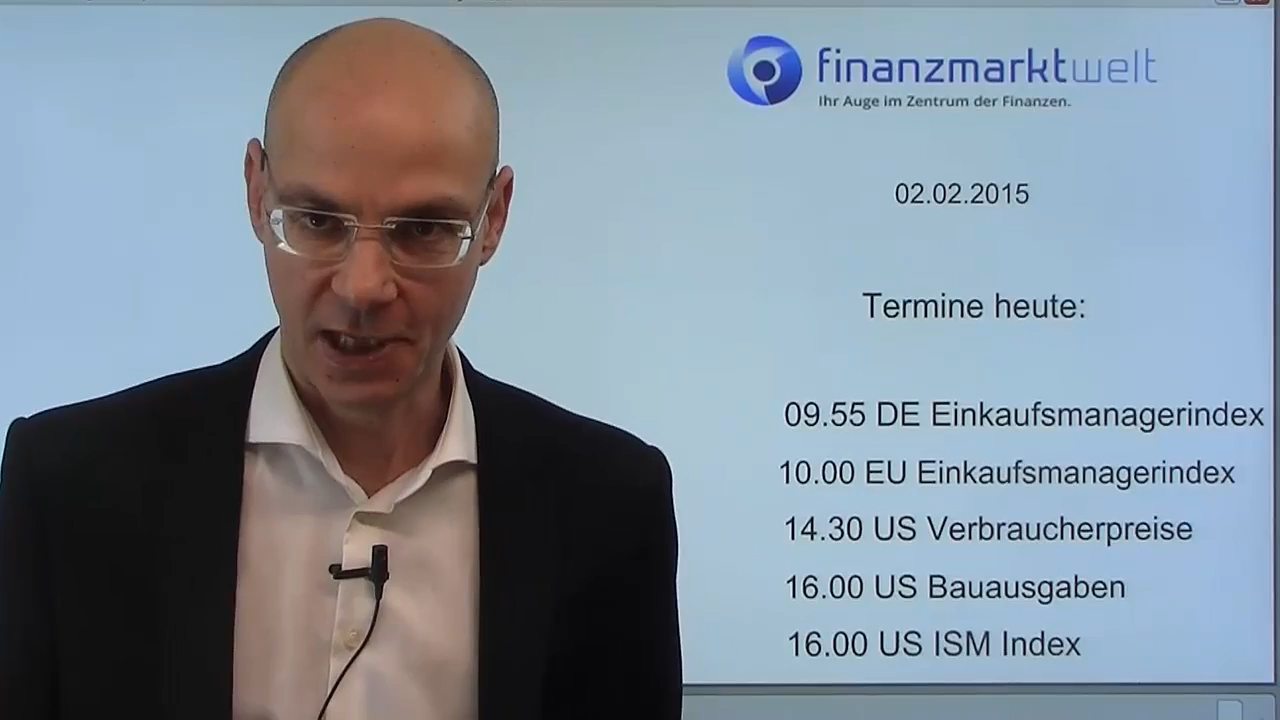 finanzmarktwelt
Ihr Auge im Zentrum der Finanzen.
02.02.2015
Termine heute:
09.55 DE Einkaufsmanagerindex
10.00 EU Einkaufsmanagerindex
14.30 US Verbraucherpreise
16.00 US Bauausgaben
16.00 US ISM Index